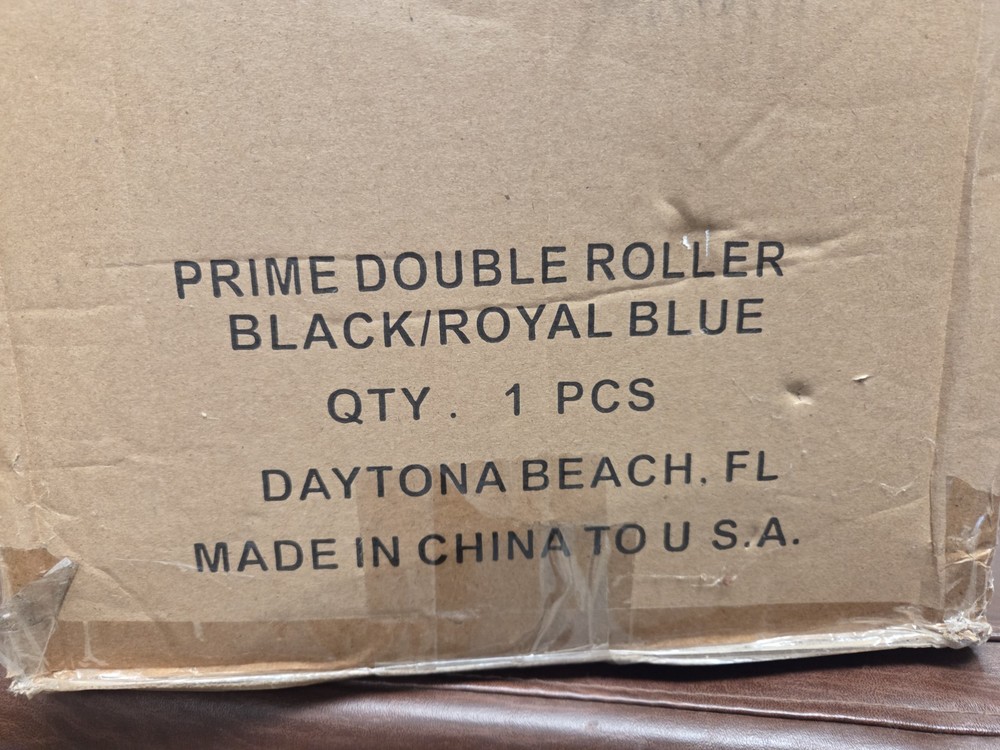 PRIME DOUBLE ROLLER
BLACK/ROYAL BLUE
QTY. 1 PCS
DAYTONA BEACH. FL
MADE IN CHINA TO U S.A.